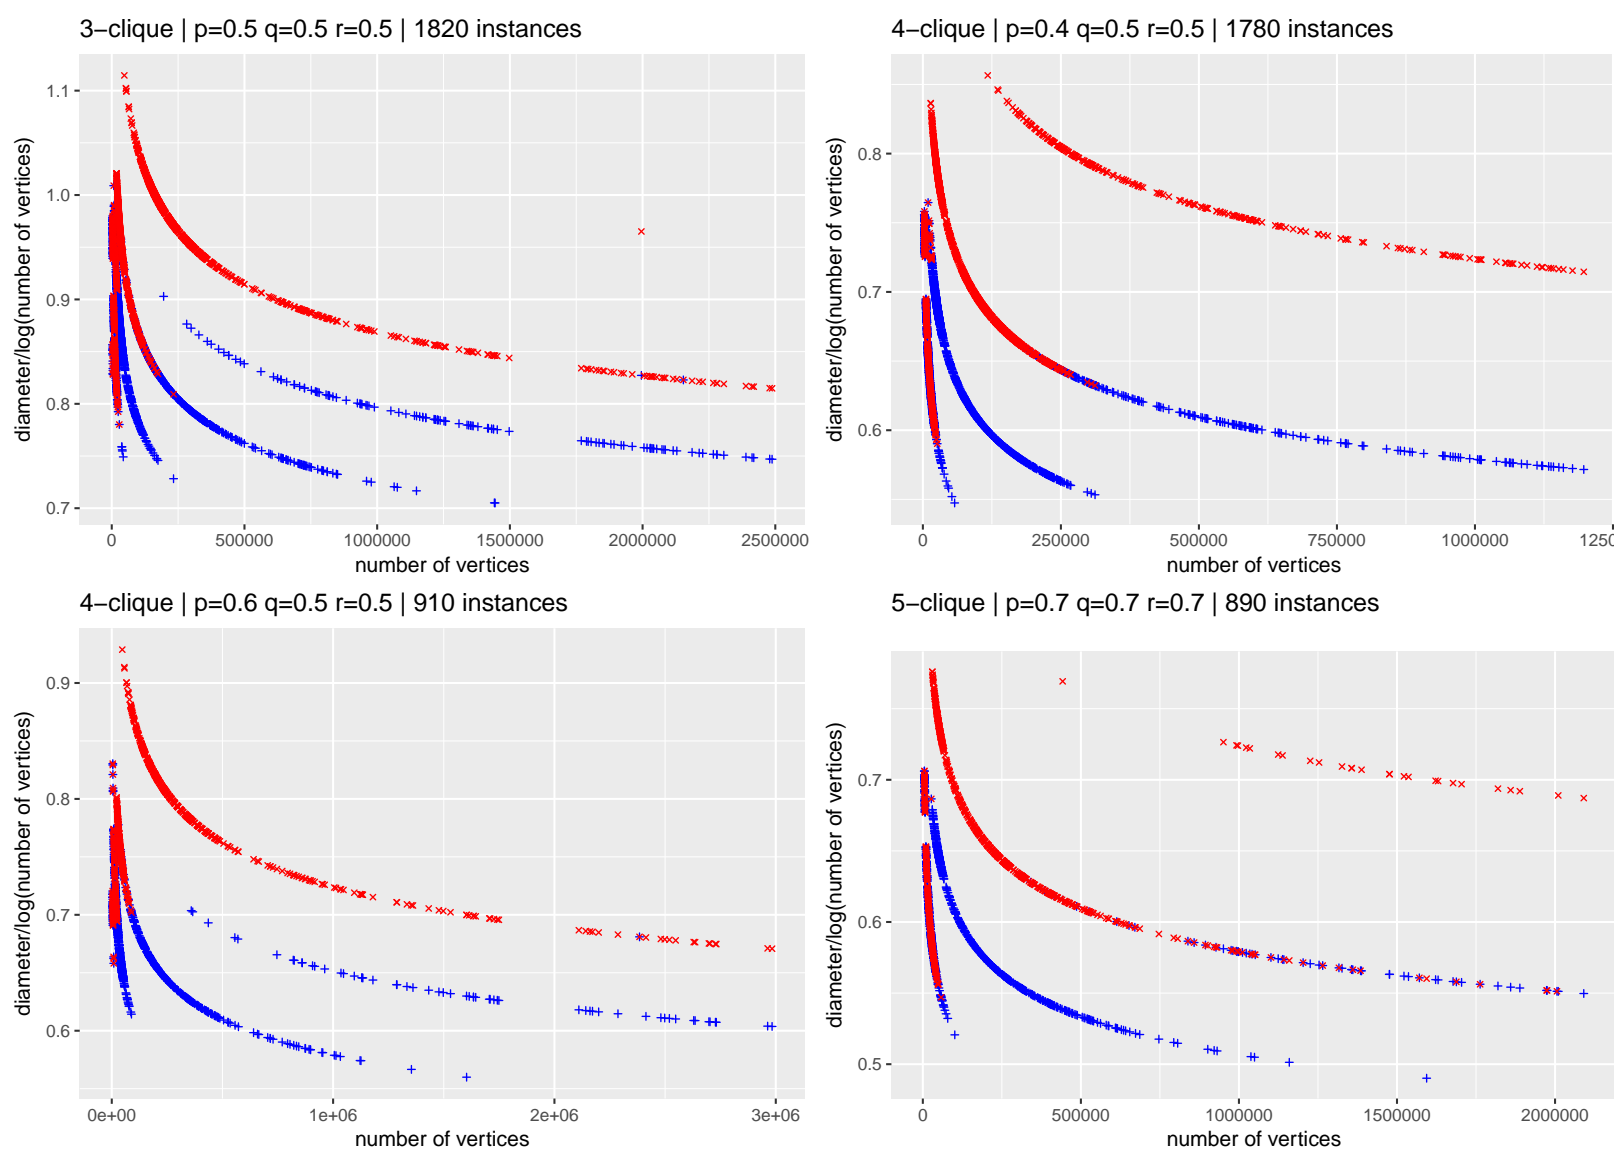 3−clique | p=0.5 q=0.5 r=0.5 | 1820 instances
diameter/log(number of vertices)
1.1
1.0
0.9
0.8
0.7
0 500000 1000000 1500000 2000000 2500000
number of vertices
4−clique | p=0.4 q=0.5 r=0.5 | 1780 instances
diameter/log(number of vertices)
0.8
0.7
0.6
0 250000 500000 750000 1000000 1250
number of vertices
4−clique | p=0.6 q=0.5 r=0.5 | 910 instances
diameter/log(number of vertices)
0.9
0.8
0.7
0.6
0e+00 1e+06 2e+06 3e+06
number of vertices
5−clique | p=0.7 q=0.7 r=0.7 | 890 instances
diameter/log(number of vertices)
0.7
0.6
0.5
0 500000 1000000 1500000 2000000
number of vertices